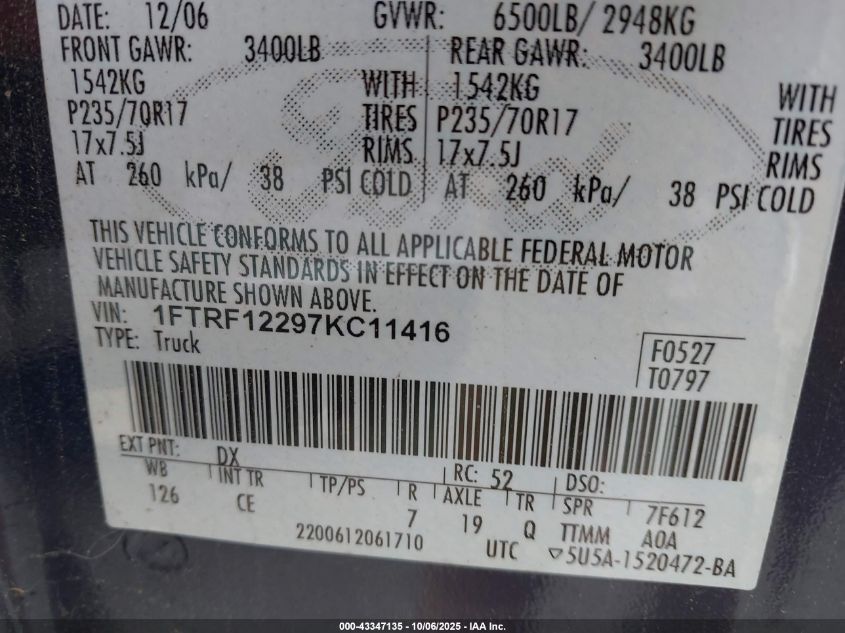 DATE: 12/06 GVWR: 6500LB/ 2948KG
FRONT GAWR: 3400LB REAR GAWR: 3400LB
1542KG WITH 1542KG WITH
P235/70R17 TIRES P235/70R17 TIRES
17x7.5J RIMS 17x7.5J RIMS
AT 260 kPa/ 38 PSI COLD AT 260 kPa/ 38 PSI COLD
Ford
THIS VEHICLE CONFORMS TO ALL APPLICABLE FEDERAL MOTOR
VEHICLE SAFETY STANDARDS IN EFFECT ON THE DATE OF
MANUFACTURE SHOWN ABOVE.
VIN: 1FTRF12297KC11416
TYPE: Truck
F0527
T0797
EXT PNT: DX RC: 52 DSO:
WB INT TR TP/PS R AXLE TR SPR 7F612
126 CE 7 19 Q TTMM A0A
2200612061710 UTC ▽5U5A-1520472-BA
000-43347135 - 10/06/2025 - IAA Inc.